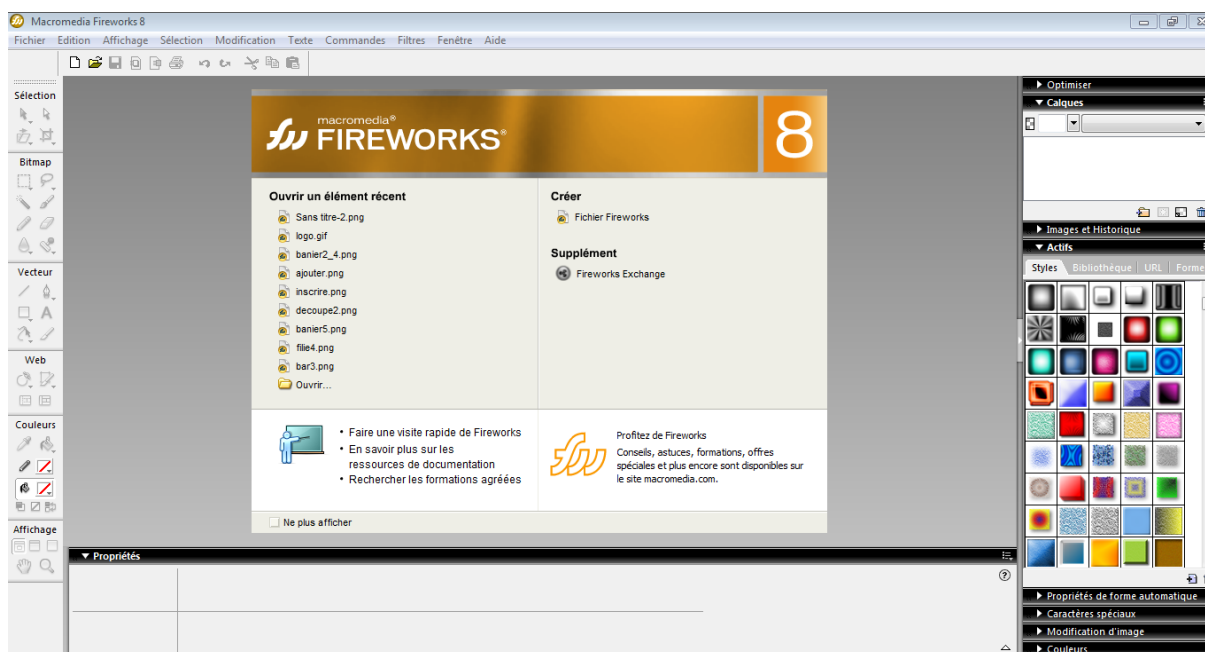 Macromedia Fireworks 8
Fichier Edition Affichage Sélection Modification Texte Commandes Filtres Fenêtre Aide
Sélection
Bitmap
Vecteur
A
Web
Couleurs
Affichage
macromedia®
FIREWORKS®
8
Ouvrir un élément récent
Sans titre-2.png
logo.gif
banier2_4.png
ajouter.png
inscrire.png
decoupe2.png
banier5.png
filie4.png
bar3.png
Ouvrir...
Créer
Fichier Fireworks
Supplément
Fireworks Exchange
• Faire une visite rapide de Fireworks
• En savoir plus sur les
ressources de documentation
• Rechercher les formations agréées
Profitez de Fireworks
Conseils, astuces, formations, offres
spéciales et plus encore sont disponibles sur
le site macromedia.com.
Ne plus afficher
Propriétés
?
Optimiser
Calques
Images et Historique
Actifs
Styles Bibliothèque URL Forme
Propriétés de forme automatique
Caractères spéciaux
Modification d'image
Couleurs